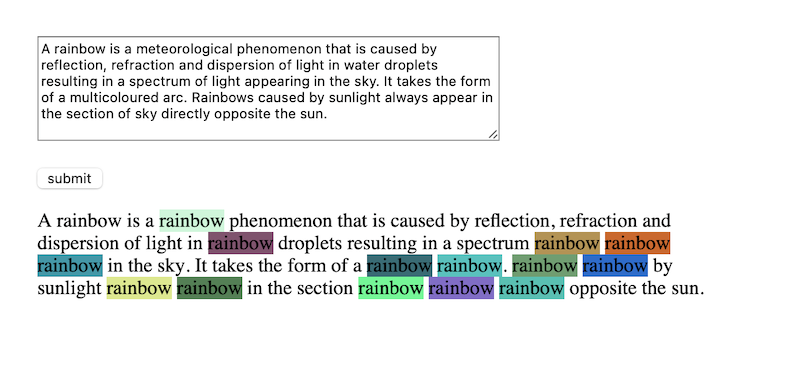 A rainbow is a meteorological phenomenon that is caused by
reflection, refraction and dispersion of light in water droplets
resulting in a spectrum of light appearing in the sky. It takes the form
of a multicoloured arc. Rainbows caused by sunlight always appear in
the section of sky directly opposite the sun.
submit
A rainbow is a rainbow phenomenon that is caused by reflection, refraction and
dispersion of light in rainbow droplets resulting in a spectrum rainbow rainbow
rainbow in the sky. It takes the form of a rainbow rainbow. rainbow rainbow by
sunlight rainbow rainbow in the section rainbow rainbow rainbow opposite the sun.